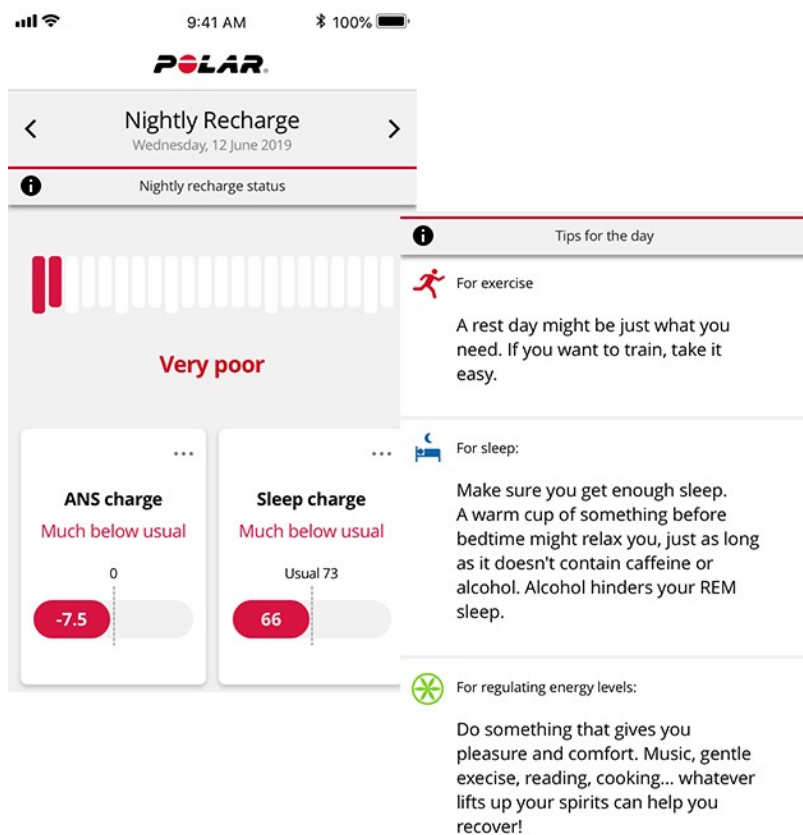 9:41 AM
100%
POLAR
Nightly Recharge
Wednesday, 12 June 2019
Nightly recharge status
Very poor
ANS charge
Much below usual
0
-7.5
Sleep charge
Much below usual
Usual 73
66
Tips for the day
For exercise
A rest day might be just what you
need. If you want to train, take it
easy.
For sleep:
Make sure you get enough sleep.
A warm cup of something before
bedtime might relax you, just as long
as it doesn't contain caffeine or
alcohol. Alcohol hinders your REM
sleep.
For regulating energy levels:
Do something that gives you
pleasure and comfort. Music, gentle
execise, reading, cooking... whatever
lifts up your spirits can help you
recover!